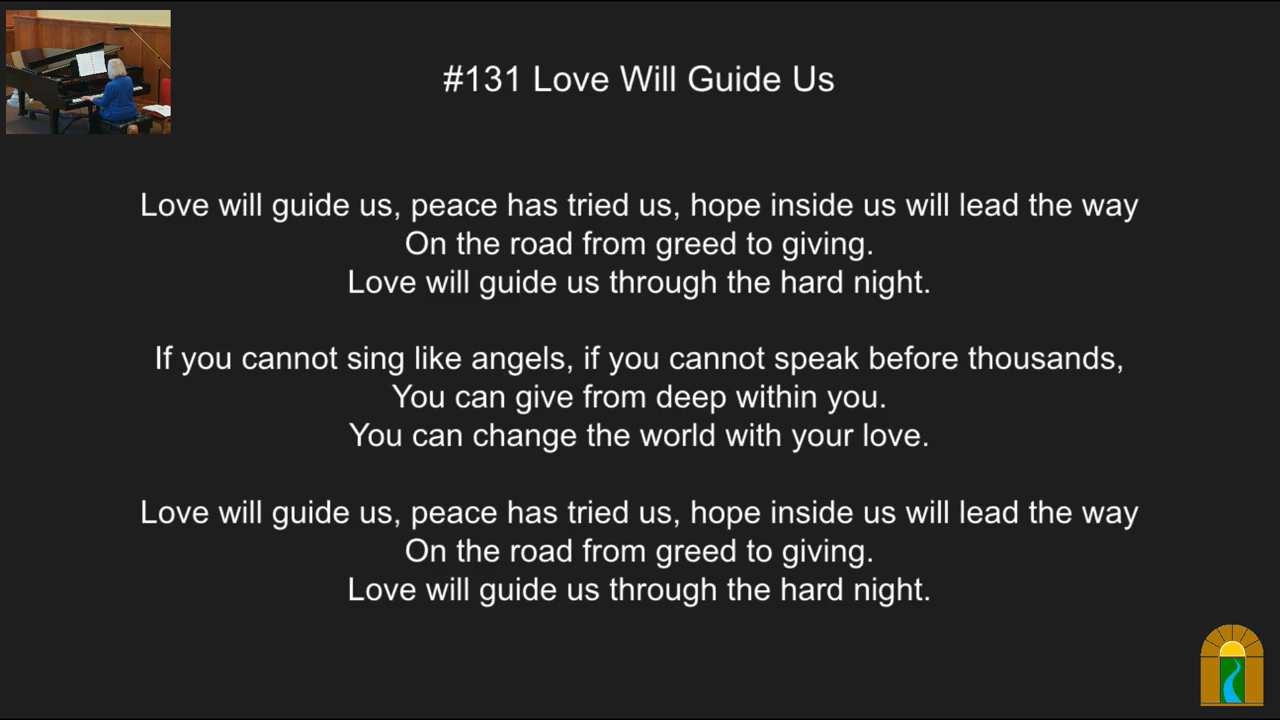 #131 Love Will Guide Us
Love will guide us, peace has tried us, hope inside us will lead the way
On the road from greed to giving.
Love will guide us through the hard night.
If you cannot sing like angels, if you cannot speak before thousands,
You can give from deep within you.
You can change the world with your love.
Love will guide us, peace has tried us, hope inside us will lead the way
On the road from greed to giving.
Love will guide us through the hard night.